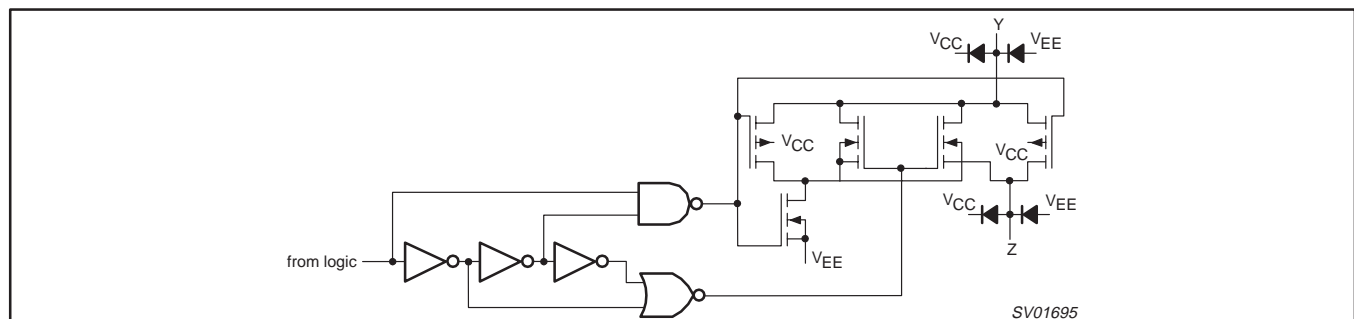 Y
VCC
VEE
VCC
VCC
VCC
VEE
from logic
VEE
Z
SV01695